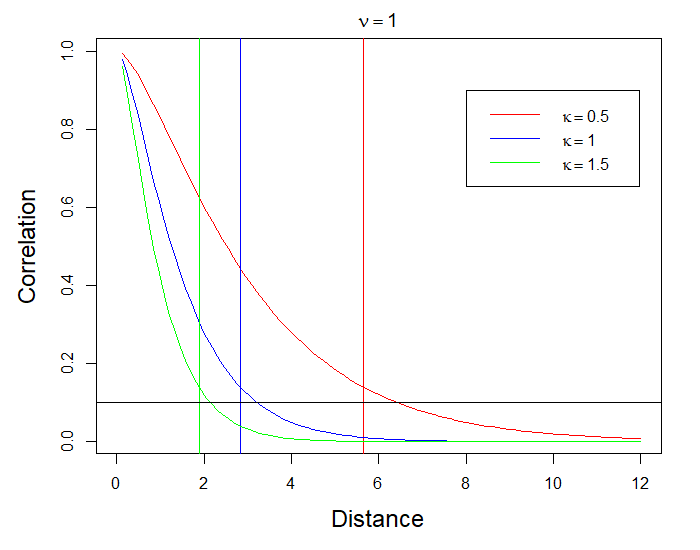 ν = 1
Correlation
1.0
0.8
0.6
0.4
0.2
0.0
κ = 0.5
κ = 1
κ = 1.5
0 2 4 6 8 10 12
Distance